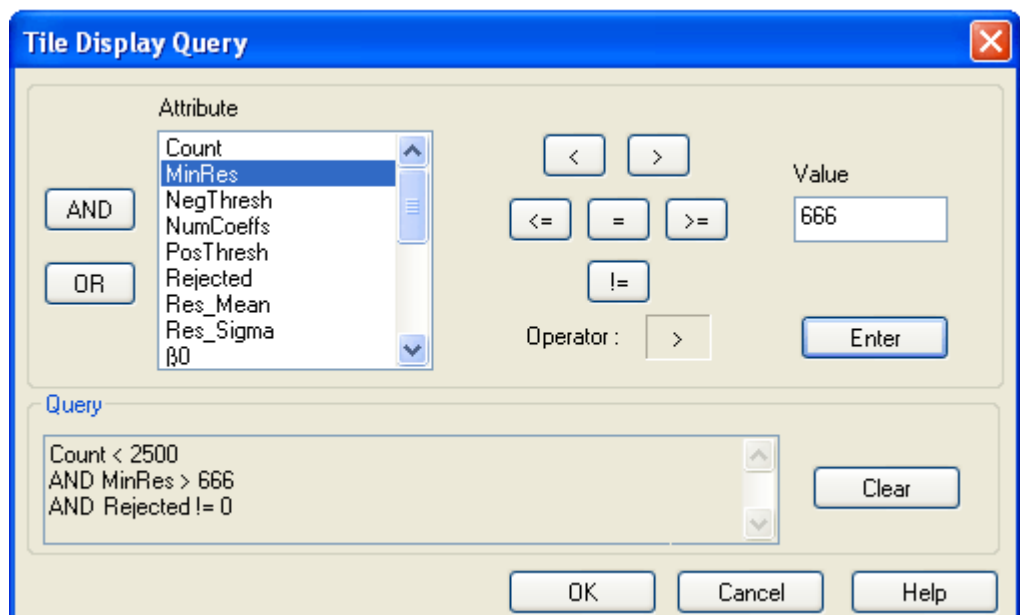 Tile Display Query
Attribute
Count
MinRes
NegThresh
NumCoeffs
PosThresh
Rejected
Res_Mean
Res_Sigma
β0
AND
OR
< >
<= = >=
!=
Operator : >
Value
666
Enter
Query
Count < 2500
AND MinRes > 666
AND Rejected != 0
Clear
OK Cancel Help